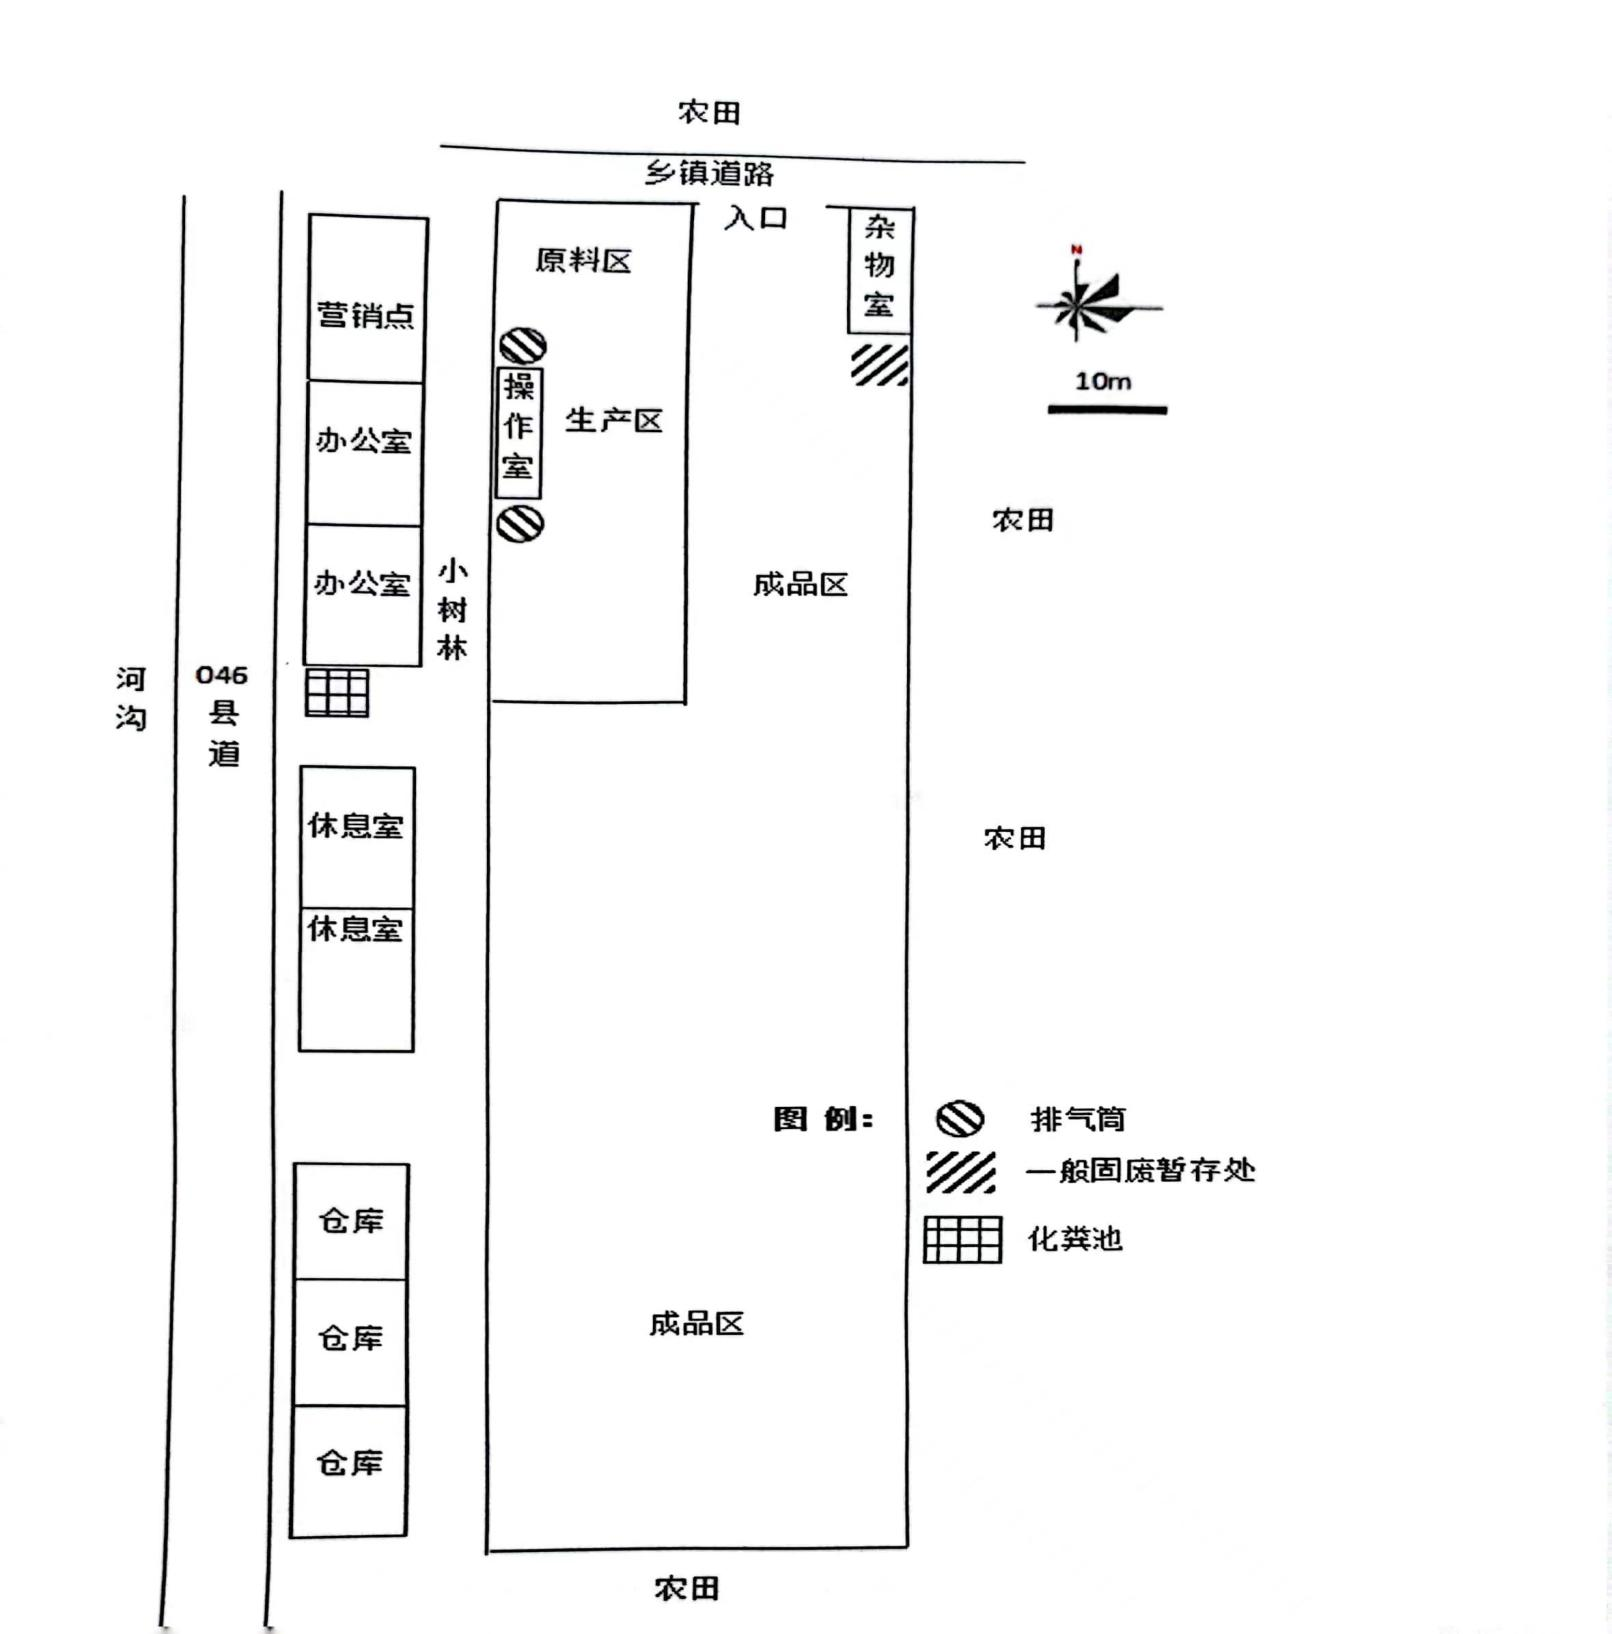 农田
乡镇道路
入口
杂物室
原料区
N
营销点
操作室
生产区
10m
办公室
农田
办公室
小树林
成品区
河沟
046县道
休息室
农田
休息室
图 例：
排气筒
一般固废暂存处
仓库
化粪池
仓库
成品区
仓库
农田